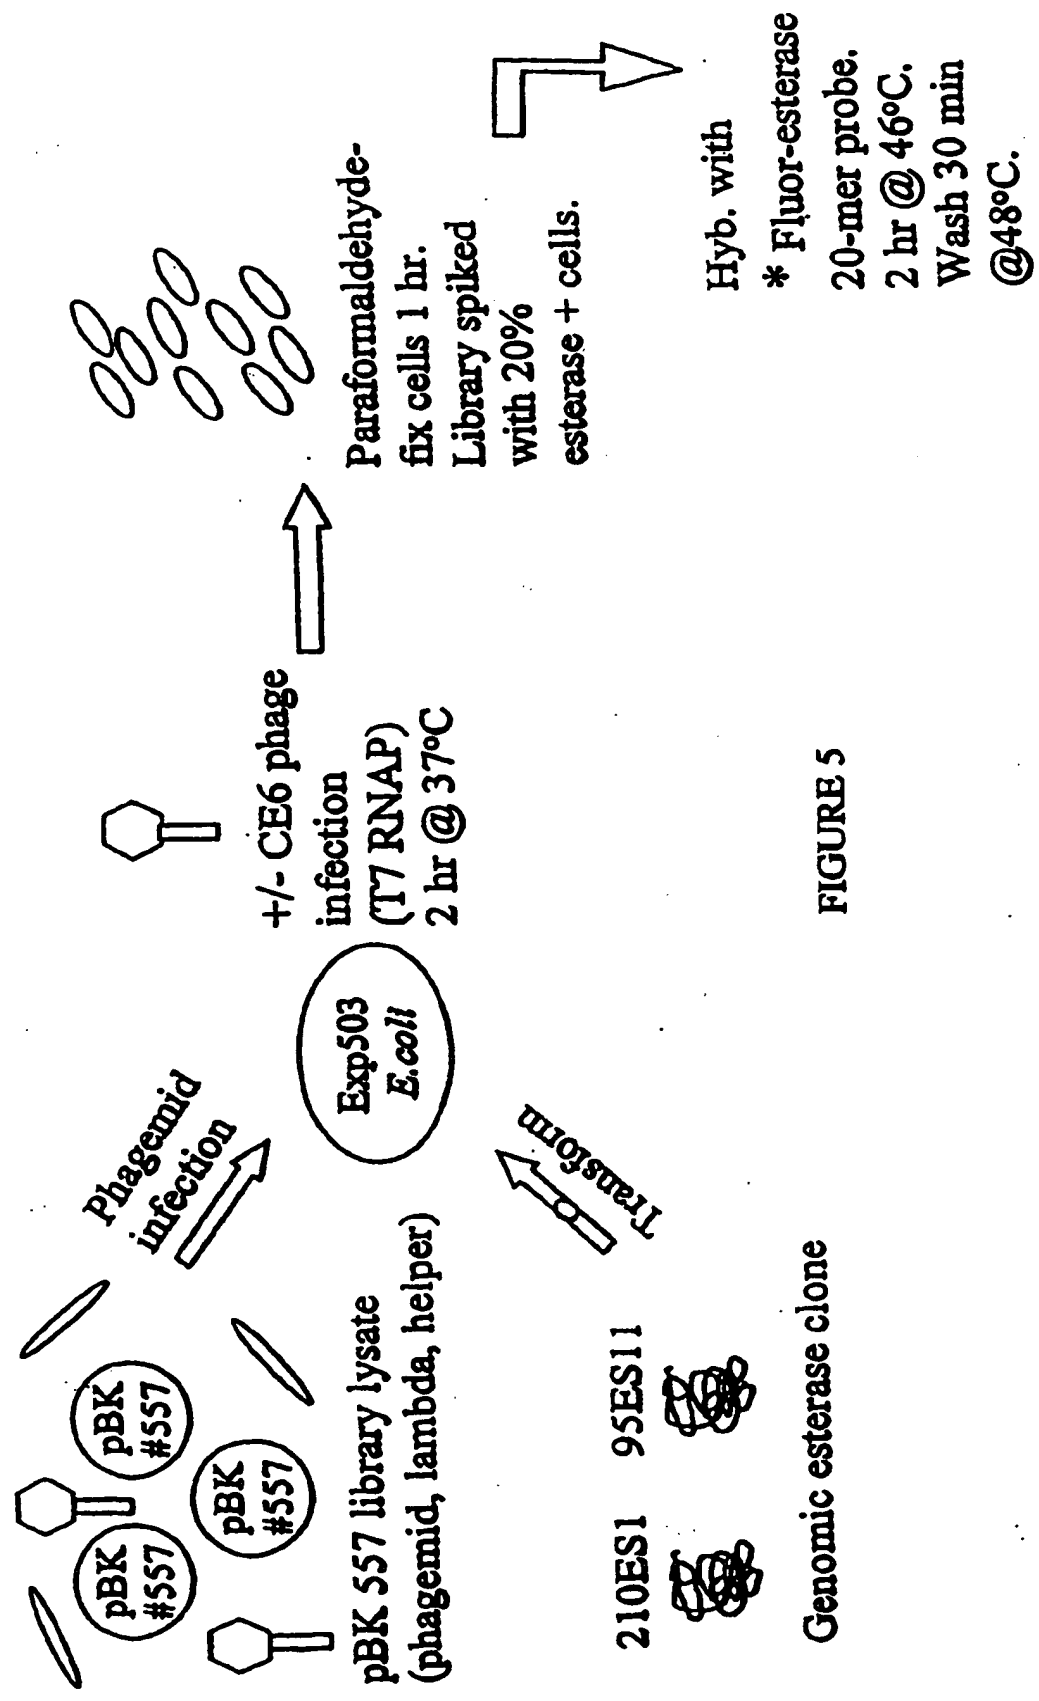 pBK
#557
pBK
#557
pBK
#557
pBK 557 library lysate
(phagemid, lambda, helper)
Phagemid
infection
210ES1 95ES11
Genomic esterase clone
Transform
Exp503
E.coli
+/- CE6 phage
infection
(T7 RNAP)
2 hr @ 37°C
Paraformaldehyde-
fix cells 1 hr.
Library spiked
with 20%
esterase + cells.
Hyb. with
* Fluor-esterase
20-mer probe.
2 hr @ 46°C.
Wash 30 min
@48°C.
FIGURE 5